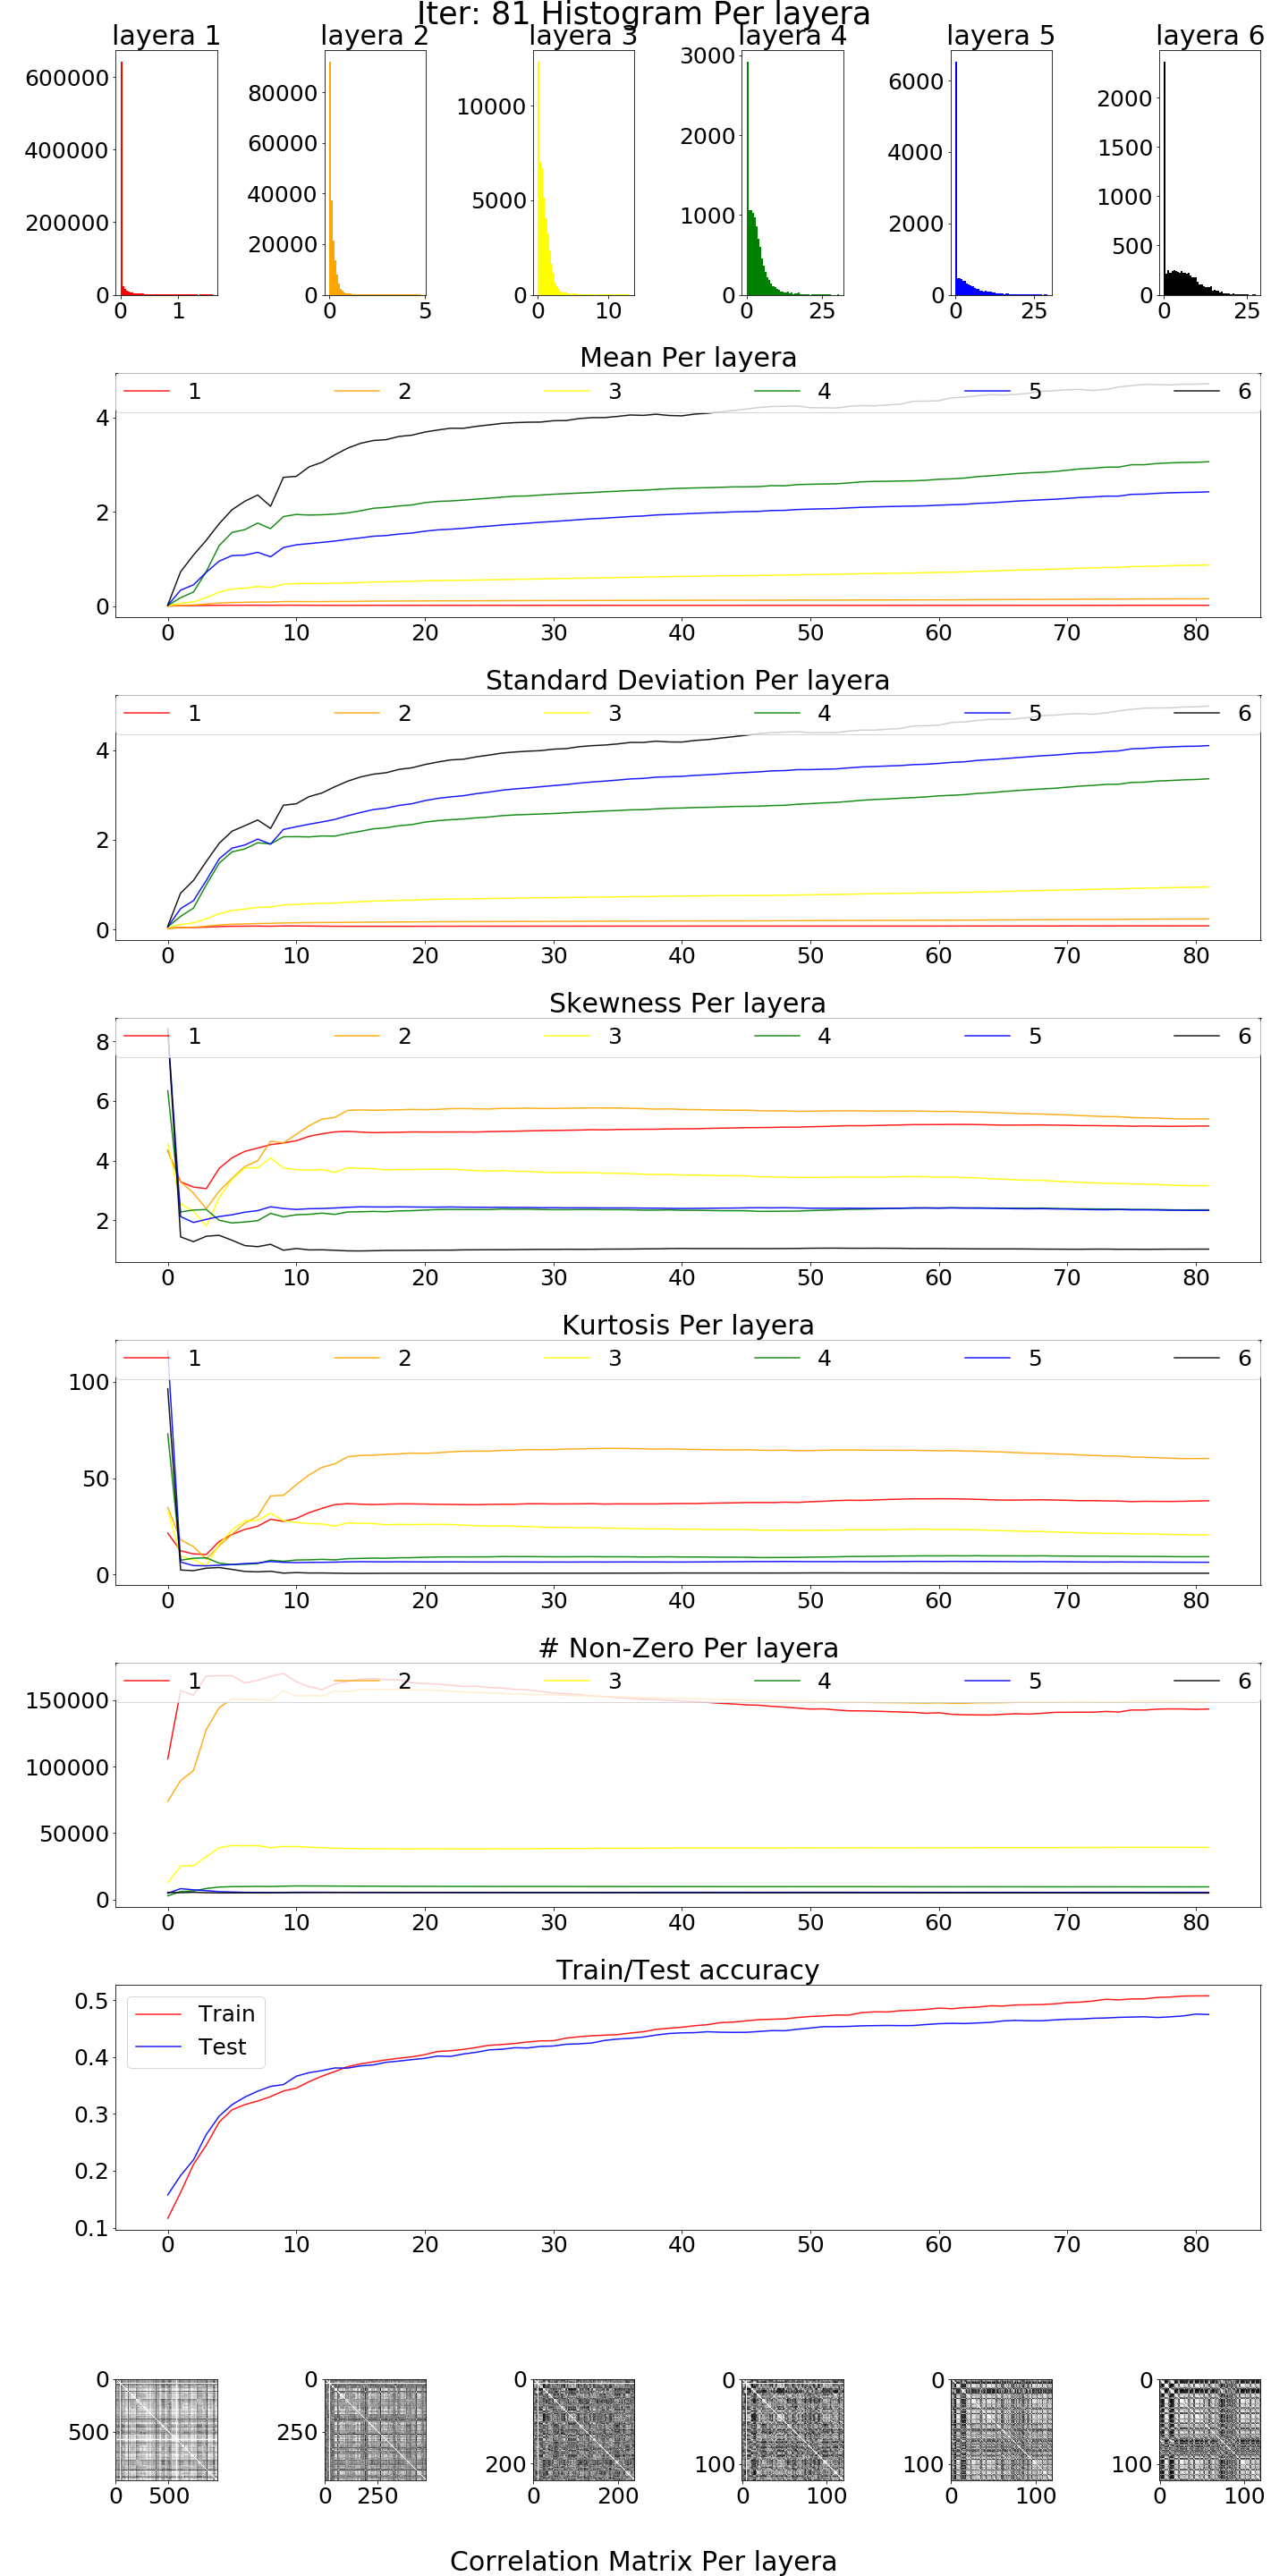 Iter: 81 Histogram Per layera
layera 1 layera 2 layera 3 layera 4 layera 5 layera 6
600000 400000 200000 0
0 1
80000 60000 40000 20000 0
0 5
10000 5000 0
0 10
3000 2000 1000 0
0 25
6000 4000 2000 0
0 25
2000 1500 1000 500 0
0 25
Mean Per layera
1 2 3 4 5 6
4
2
0
0 10 20 30 40 50 60 70 80
Standard Deviation Per layera
1 2 3 4 5 6
4
2
0
0 10 20 30 40 50 60 70 80
Skewness Per layera
1 2 3 4 5 6
8
6
4
2
0 10 20 30 40 50 60 70 80
Kurtosis Per layera
1 2 3 4 5 6
100
50
0
0 10 20 30 40 50 60 70 80
# Non-Zero Per layera
1 2 3 4 5 6
150000
100000
50000
0
0 10 20 30 40 50 60 70 80
Train/Test accuracy
Train
Test
0.5
0.4
0.3
0.2
0.1
0 10 20 30 40 50 60 70 80
0 500
0 500
0 250
0 250
0 200
0 200
0 100
0 100
0 100
0 100
0 100
0 100
Correlation Matrix Per layera